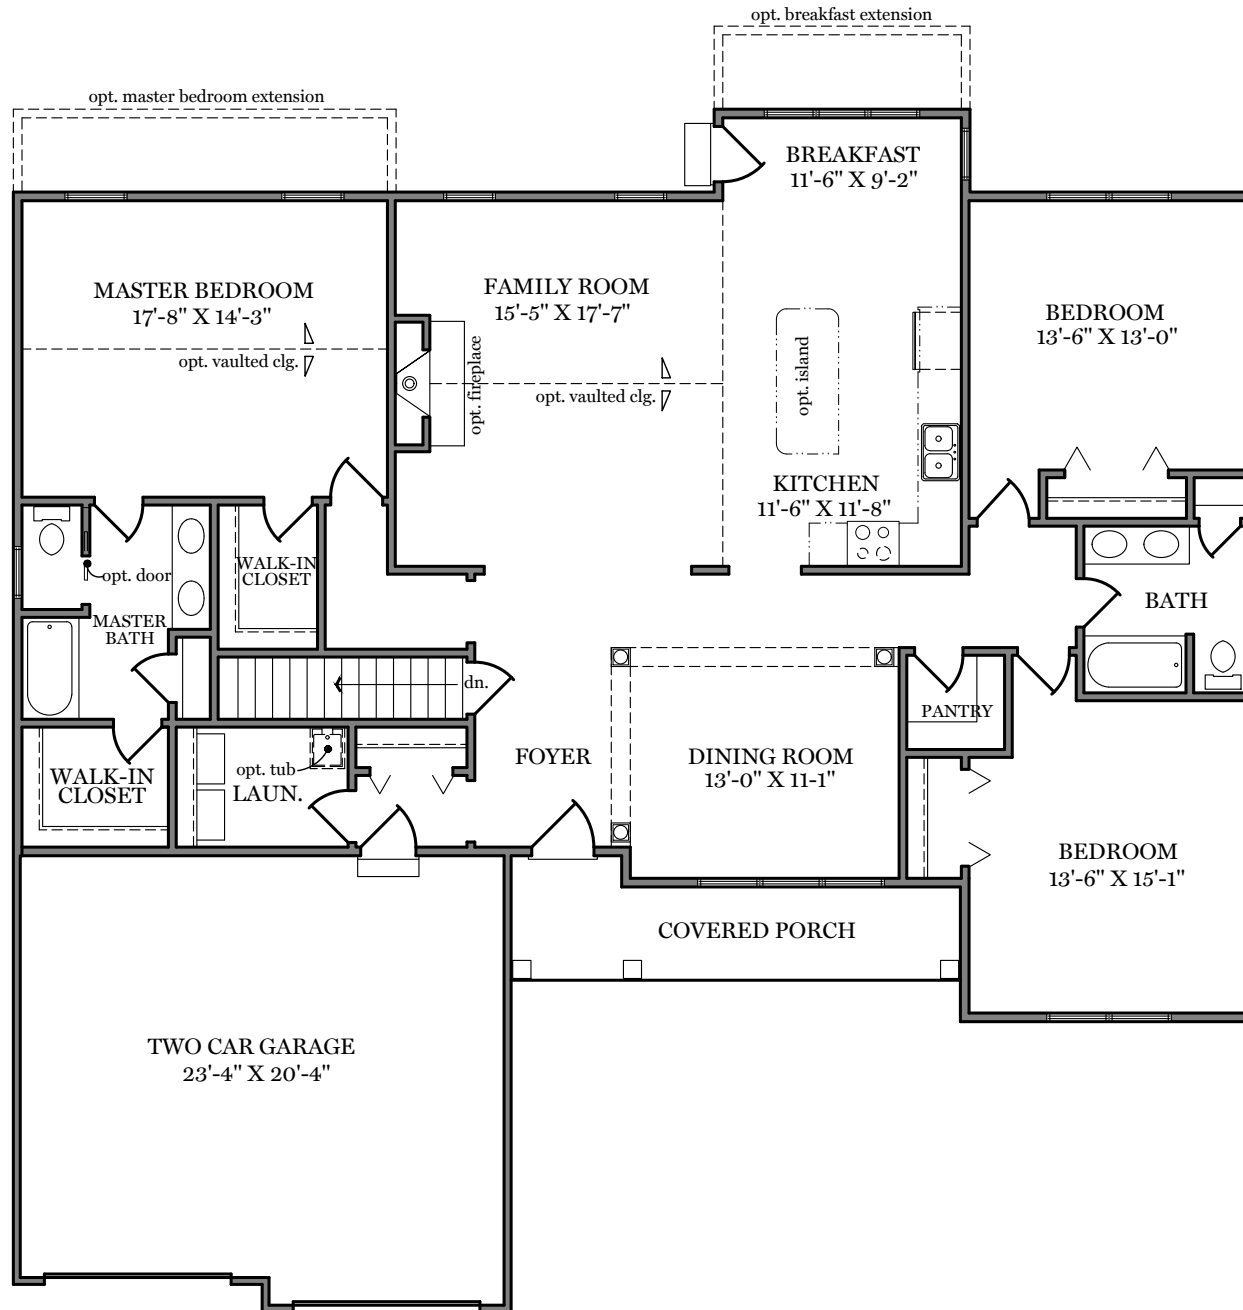 opt. breakfast extension
opt. master bedroom extension
BREAKFAST
11'-6" X 9'-2"
MASTER BEDROOM
17'-8" X 14'-3"
opt. vaulted clg.
FAMILY ROOM
15'-5" X 17'-7"
opt. fireplace
opt. vaulted clg.
opt. island
BEDROOM
13'-6" X 13'-0"
KITCHEN
11'-6" X 11'-8"
WALK-IN
CLOSET
opt. door
MASTER
BATH
BATH
dn.
PANTRY
FOYER
DINING ROOM
13'-0" X 11-1"
opt. tub
LAUN.
WALK-IN
CLOSET
BEDROOM
13'-6" X 15'-1"
COVERED PORCH
TWO CAR GARAGE
23'-4" X 20'-4"